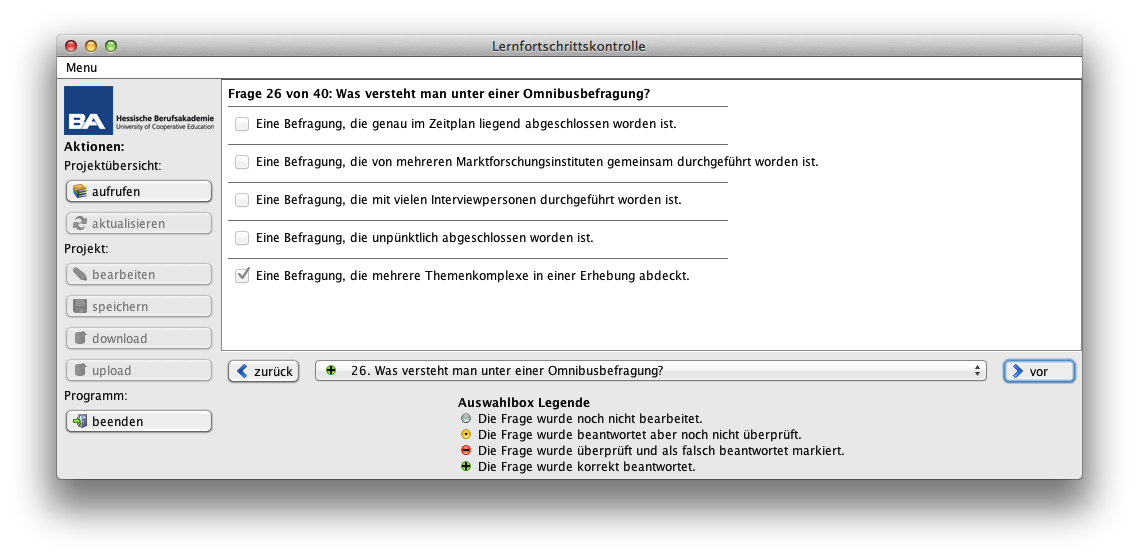 Lernfortschrittskontrolle
Menu
BA
Hessische Berufsakademie
University of Cooperative Education
Aktionen:
Projektübersicht:
aufrufen
aktualisieren
Projekt:
bearbeiten
speichern
download
upload
Programm:
beenden
Frage 26 von 40: Was versteht man unter einer Omnibusbefragung?
Eine Befragung, die genau im Zeitplan liegend abgeschlossen worden ist.
Eine Befragung, die von mehreren Marktforschungsinstituten gemeinsam durchgeführt worden ist.
Eine Befragung, die mit vielen Interviewpersonen durchgeführt worden ist.
Eine Befragung, die unpünktlich abgeschlossen worden ist.
Eine Befragung, die mehrere Themenkomplexe in einer Erhebung abdeckt.
zurück
26. Was versteht man unter einer Omnibusbefragung?
vor
Auswahlbox Legende
Die Frage wurde noch nicht bearbeitet.
Die Frage wurde beantwortet aber noch nicht überprüft.
Die Frage wurde überprüft und als falsch beantwortet markiert.
Die Frage wurde korrekt beantwortet.